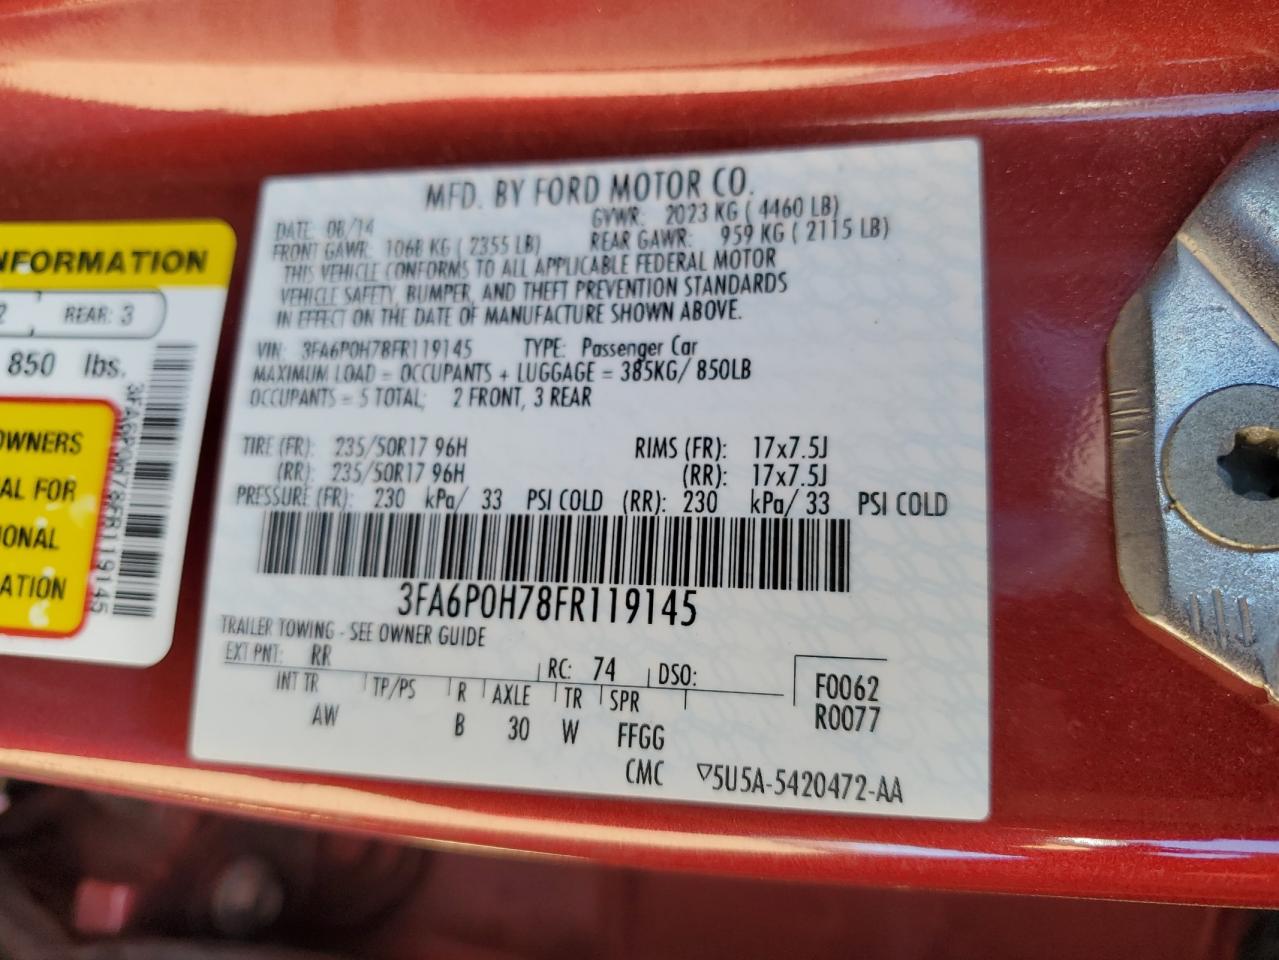 MFD. BY FORD MOTOR CO.
DATE: 08/14 GVWR: 2023 KG ( 4460 LB)
FRONT GAWR: 1068 KG ( 2355 LB) REAR GAWR: 959 KG ( 2115 LB)
THIS VEHICLE CONFORMS TO ALL APPLICABLE FEDERAL MOTOR
VEHICLE SAFETY, BUMPER, AND THEFT PREVENTION STANDARDS
IN EFFECT ON THE DATE OF MANUFACTURE SHOWN ABOVE.
VIN: 3FA6P0H78FR119145 TYPE: Passenger Car
MAXIMUM LOAD = OCCUPANTS + LUGGAGE = 385KG/ 850LB
OCCUPANTS = 5 TOTAL; 2 FRONT, 3 REAR
TIRE (FR): 235/50R17 96H RIMS (FR): 17x7.5J
(RR): 235/50R17 96H (RR): 17x7.5J
PRESSURE (FR): 230 kPa/ 33 PSI COLD (RR): 230 kPa/ 33 PSI COLD
3FA6P0H78FR119145
TRAILER TOWING - SEE OWNER GUIDE
EXT PNT: RR RC: 74 DSO:
INT TR TP/PS R AXLE TR SPR
AW B 30 W FFGG
CMC
F0062
R0077
▽5U5A-5420472-AA
NFORMATION
2 REAR: 3
850 lbs.
OWNERS
AL FOR
IONAL
ATION
3FA6P0H78FR119145